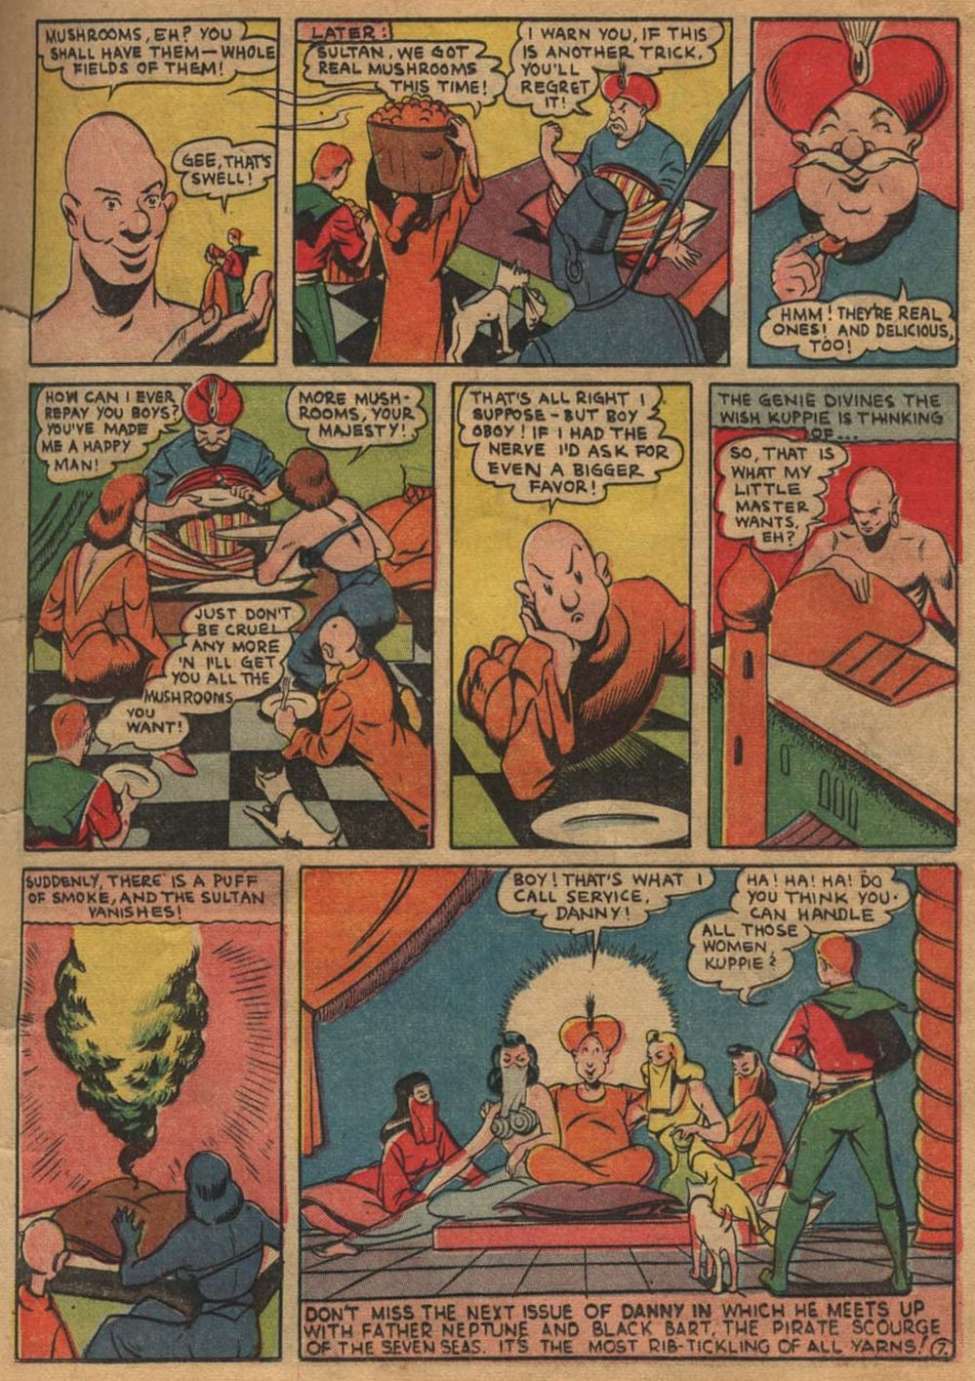 MUSHROOMS, EH? YOU
SHALL HAVE THEM — WHOLE
FIELDS OF THEM!
GEE, THAT'S
SWELL!
LATER:
SULTAN, WE GOT
REAL MUSHROOMS
THIS TIME!
I WARN YOU, IF THIS
IS ANOTHER TRICK,
YOU'LL
REGRET
IT!
HMM! THEY'RE REAL
ONES! AND DELICIOUS,
TOO!
HOW CAN I EVER
REPAY YOU BOYS?
YOU'VE MADE
ME A HAPPY
MAN!
MORE MUSH-
ROOMS, YOUR
MAJESTY!
JUST DON'T
BE CRUEL
ANY MORE
'N I'LL GET
YOU ALL THE
MUSHROOMS
YOU
WANT!
THAT'S ALL RIGHT I
SUPPOSE - BUT BOY
OBOY! IF I HAD THE
NERVE I'D ASK FOR
EVEN A BIGGER
FAVOR!
THE GENIE DIVINES THE
WISH KUPPIE IS THINKING
OF...
SO, THAT IS
WHAT MY
LITTLE
MASTER
WANTS,
EH?
SUDDENLY, THERE IS A PUFF
OF SMOKE, AND THE SULTAN
VANISHES!
BOY! THAT'S WHAT I
CALL SERVICE,
DANNY!
HA! HA! HA! DO
YOU THINK YOU
CAN HANDLE
ALL THOSE
WOMEN,
KUPPIE?
DON'T MISS THE NEXT ISSUE OF DANNY IN WHICH HE MEETS UP
WITH FATHER NEPTUNE AND BLACK BART, THE PIRATE SCOURGE
OF THE SEVEN SEAS. IT'S THE MOST RIB-TICKLING OF ALL YARNS!
7.